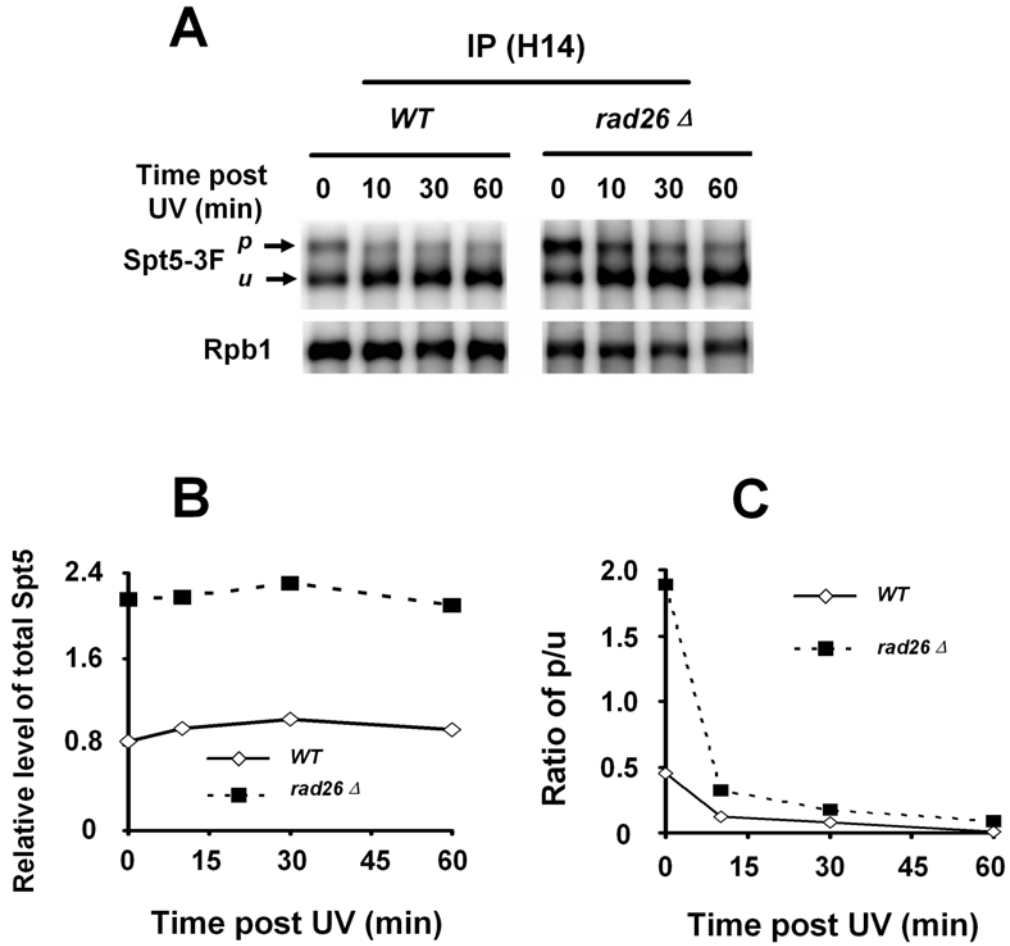 A
IP (H14)
WT
rad26 Δ
Time post
UV (min)
0 10 30 60
0 10 30 60
Spt5-3F
p
u
Rpb1
B
Relative level of total Spt5
2.4
1.6
0.8
0
WT
rad26 Δ
0 15 30 45 60
Time post UV (min)
C
Ratio of p/u
2.0
1.5
1.0
0.5
0
WT
rad26 Δ
0 15 30 45 60
Time post UV (min)